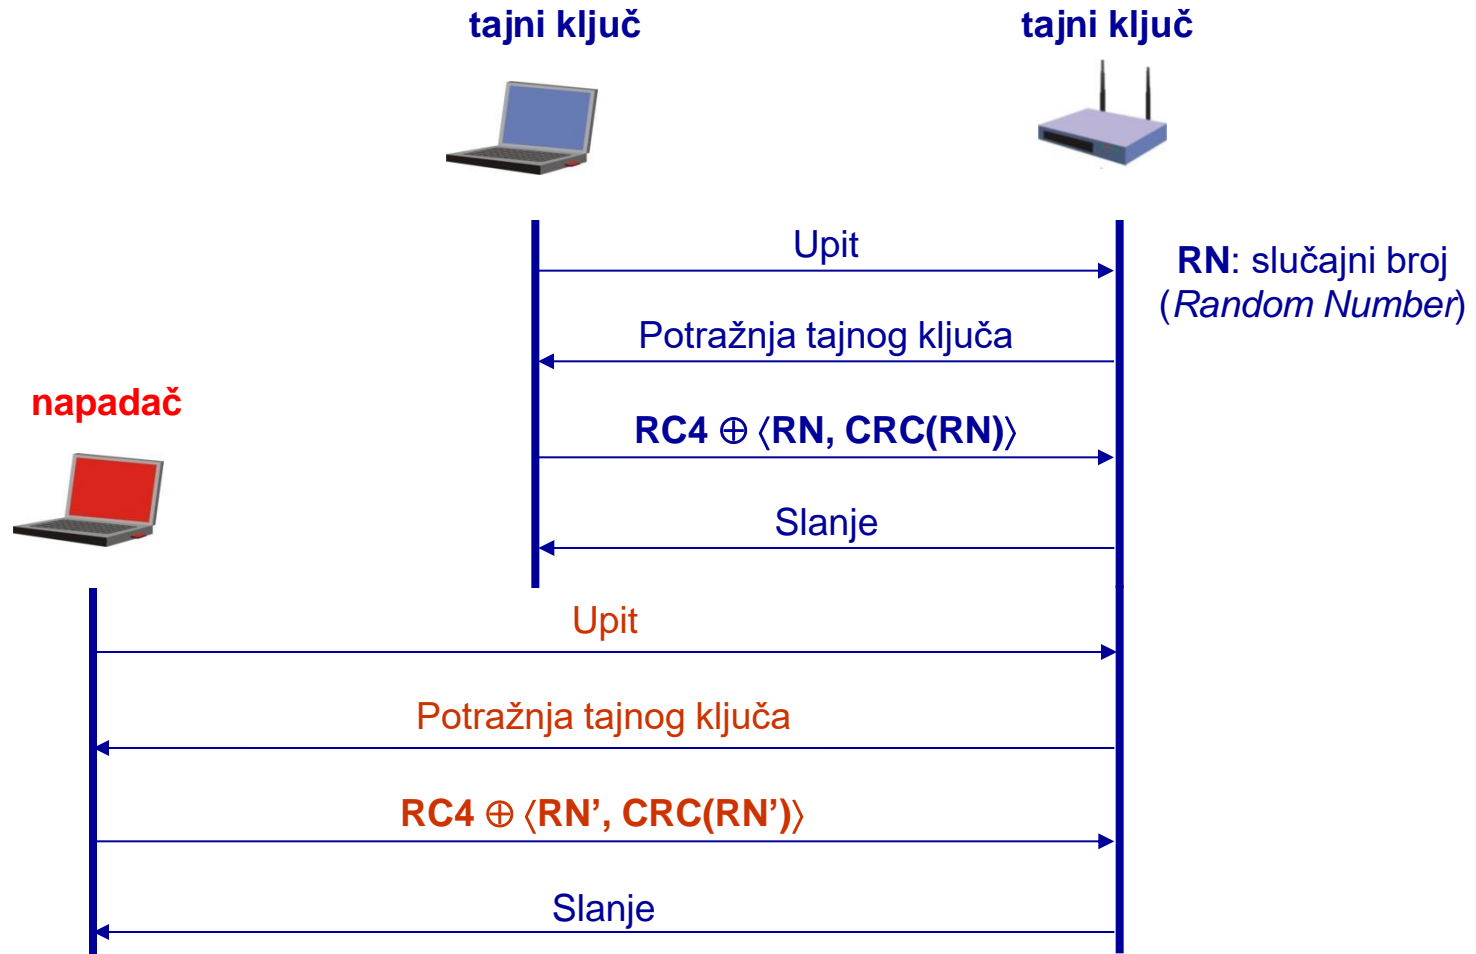 tajni ključ
tajni ključ
Upit
RN: slučajni broj
(Random Number)
Potražnja tajnog ključa
napadač
RC4 ⊕ ⟨RN, CRC(RN)⟩
Slanje
Upit
Potražnja tajnog ključa
RC4 ⊕ ⟨RN’, CRC(RN’)⟩
Slanje